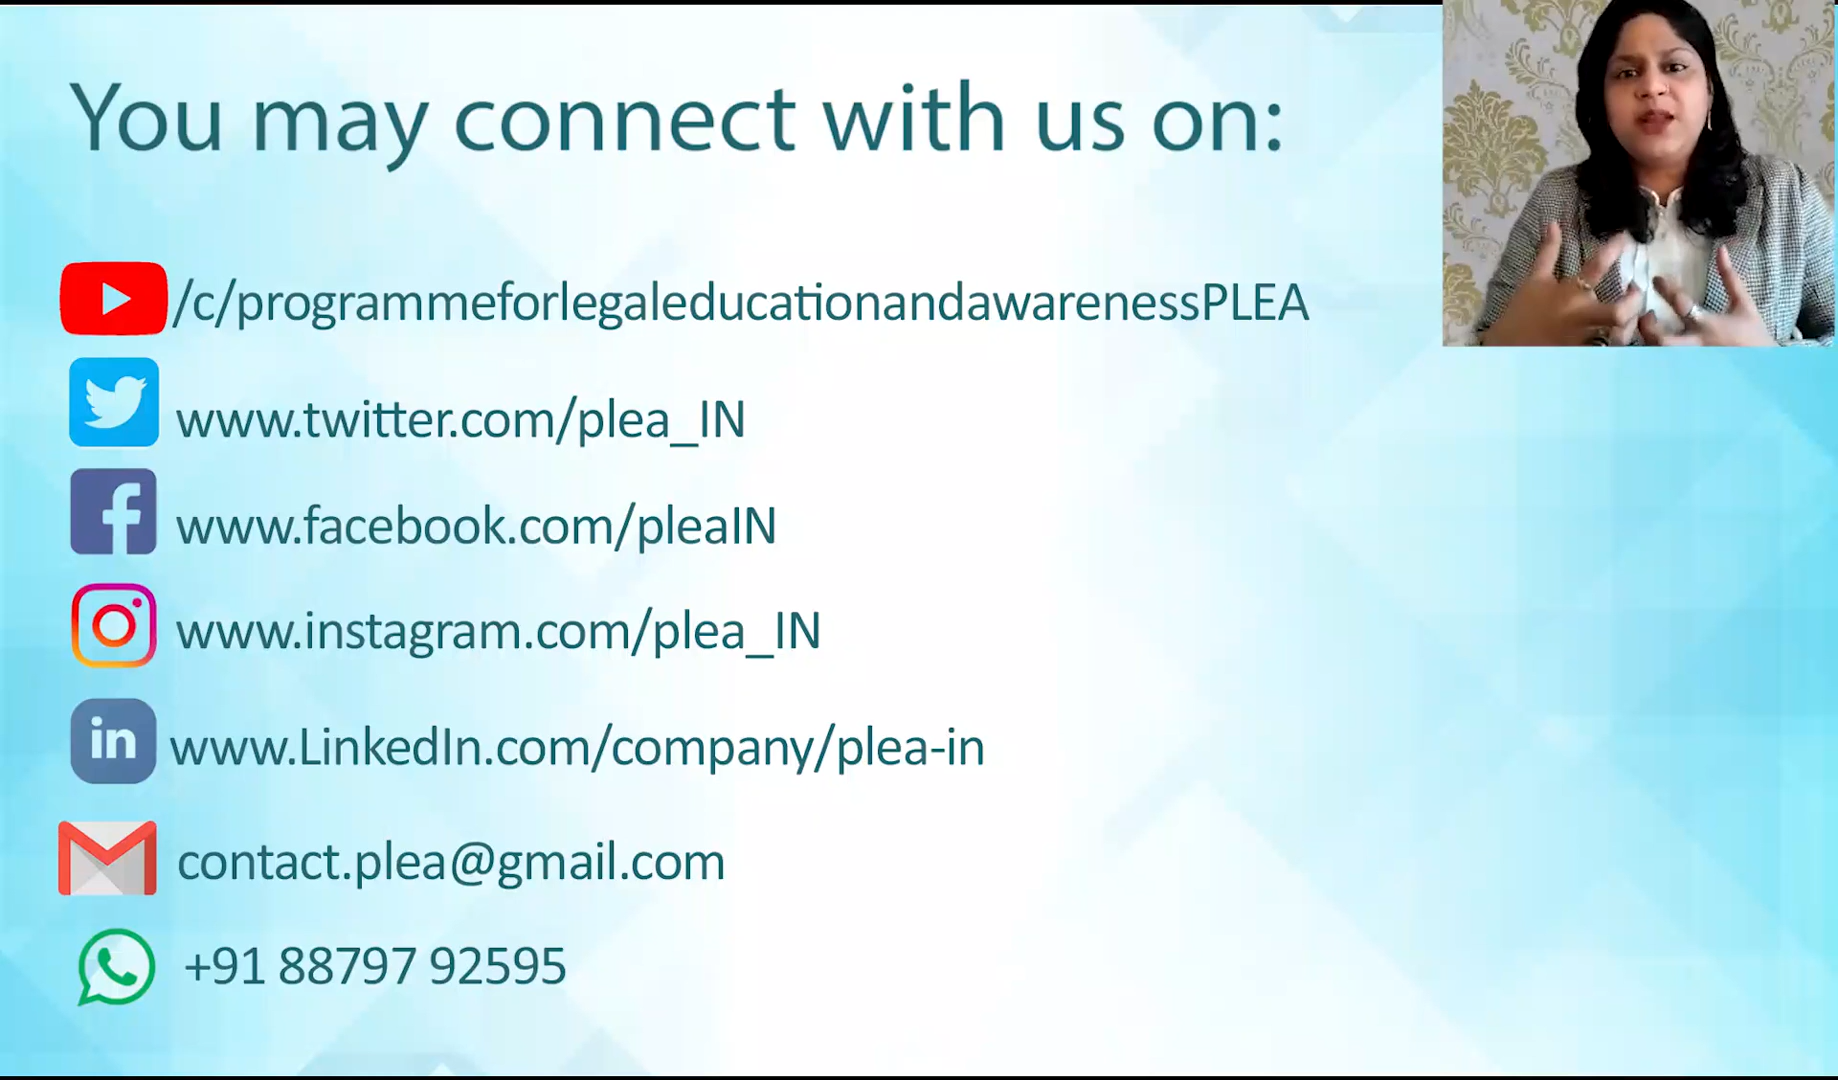 You may connect with us on:
/c/programmeforlegaleducationandawarenessPLEA
www.twitter.com/plea_IN
www.facebook.com/pleaIN
www.instagram.com/plea_IN
in www.LinkedIn.com/company/plea-in
contact.plea@gmail.com
+91 88797 92595